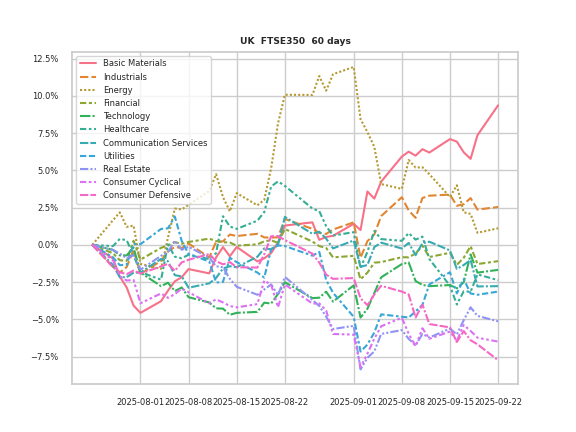 UK  FTSE350  60 days
12.5%
10.0%
7.5%
5.0%
2.5%
0.0%
−2.5%
−5.0%
−7.5%
Basic Materials
Industrials
Energy
Financial
Technology
Healthcare
Communication Services
Utilities
Real Estate
Consumer Cyclical
Consumer Defensive
2025-08-01 2025-08-08 2025-08-15 2025-08-22 2025-09-01 2025-09-08 2025-09-15 2025-09-22